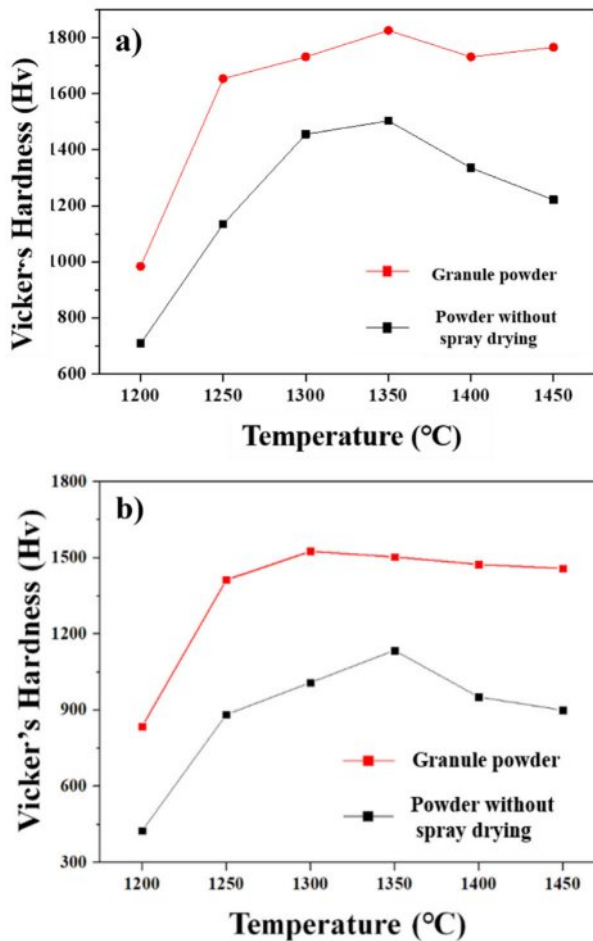 a)
Vicker·s Hardness (Hv)
1800
1600
1400
1200
1000
800
600
Granule powder
Powder without
spray drying
1200 1250 1300 1350 1400 1450
Temperature (°C)
b)
Vicker's Hardness (Hv)
1800
1500
1200
900
600
300
Granule powder
Powder without
spray drying
1200 1250 1300 1350 1400 1450
Temperature (°C)